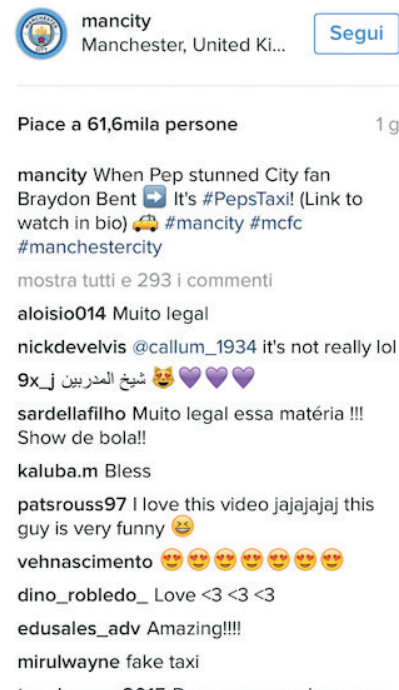 mancity
Manchester, United Ki...
Segui
Piace a 61,6mila persone
1 g
mancity When Pep stunned City fan
Braydon Bent ➡️ It's #PepsTaxi! (Link to
watch in bio) 🚕 #mancity #mcfc
#manchestercity
mostra tutti e 293 i commenti
aloisio014 Muito legal
nickdevelvis @callum_1934 it's not really lol
9x_j شيخ المدربين 😻💜💜💜
sardellafilho Muito legal essa matéria !!!
Show de bola!!
kaluba.m Bless
patsrouss97 I love this video jajajajaj this
guy is very funny 😆
vehnascimento 😍😍😍😍😍😍😍
dino_robledo_ Love <3 <3 <3
edusales_adv Amazing!!!!
mirulwayne fake taxi